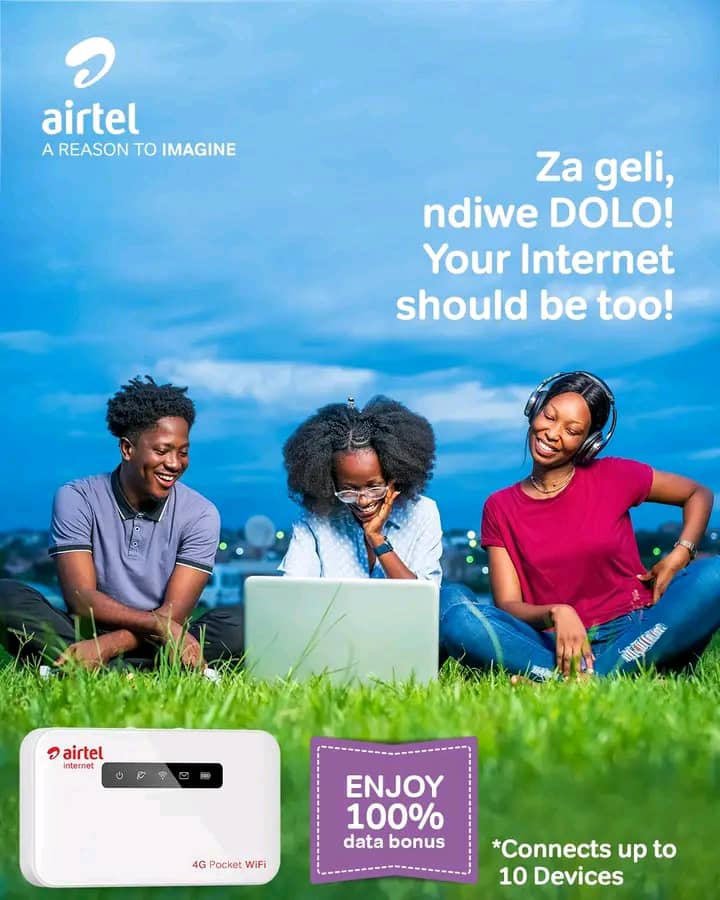 airtel
A REASON TO IMAGINE
Za geli,
ndiwe DOLO!
Your Internet
should be too!
airtel
internet
4G Pocket WiFi
ENJOY
100%
data bonus
*Connects up to
10 Devices